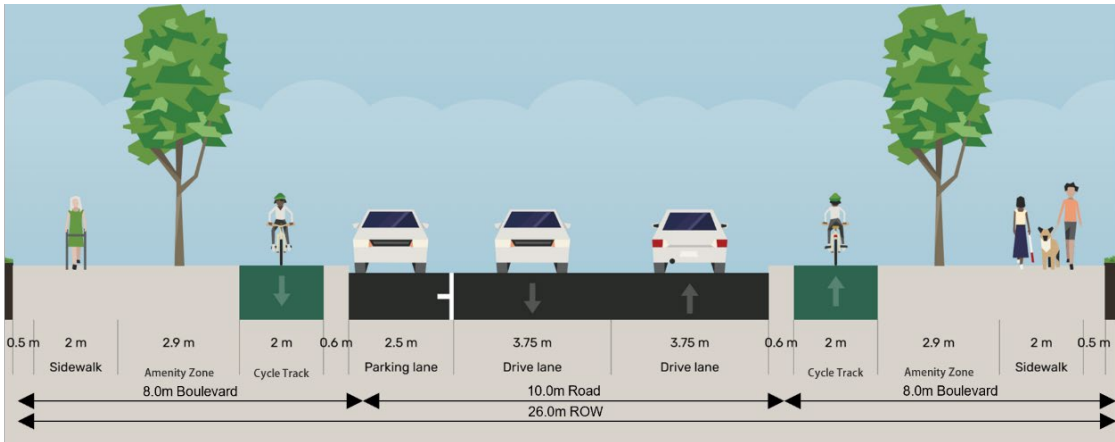 0.5 m 2 m 2.9 m 2 m 0.6 m 2.5 m 3.75 m 3.75 m 0.6 m 2 m 2.9 m 2 m 0.5 m
Sidewalk Amenity Zone Cycle Track Parking lane Drive lane Drive lane Cycle Track Amenity Zone Sidewalk
8.0m Boulevard 10.0m Road 8.0m Boulevard
26.0m ROW